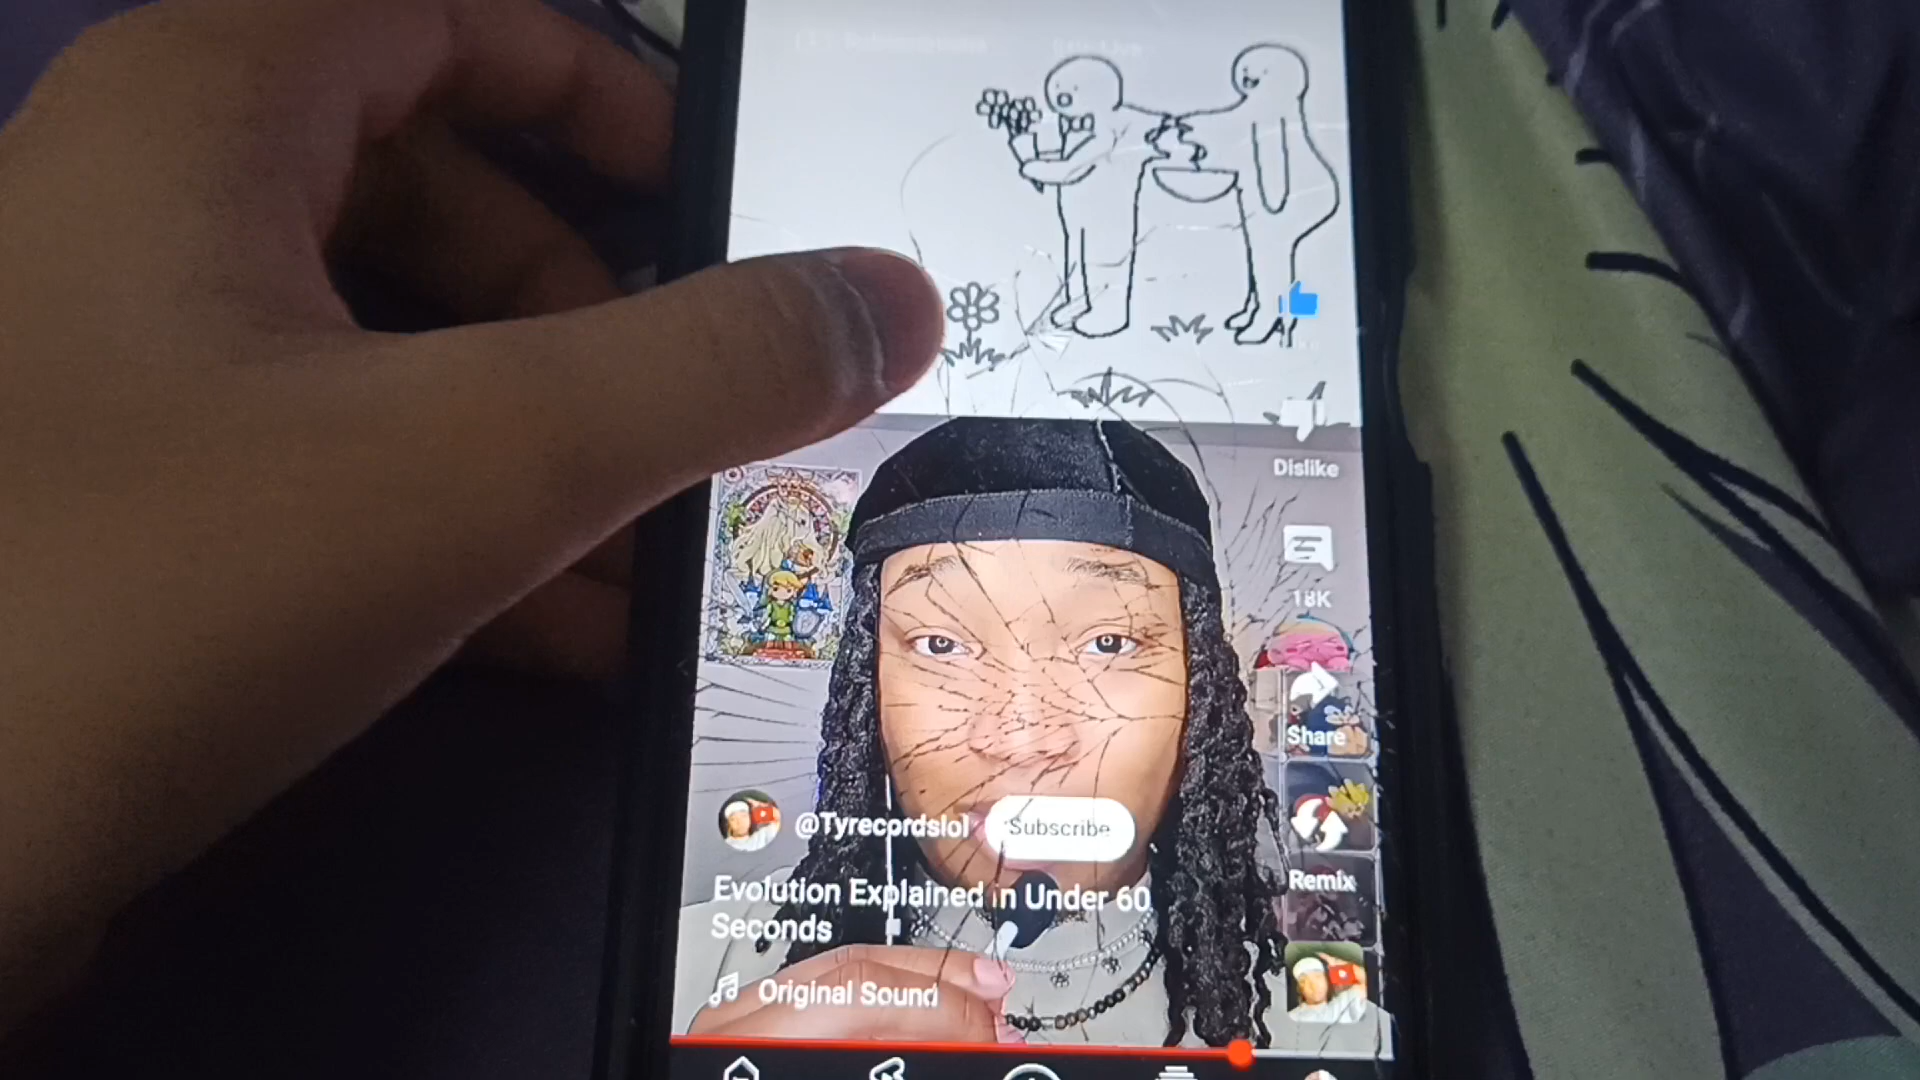 Dislike
18K
Share
@Tyrecordslol
Subscribe
Remix
Evolution Explained in Under 60
Seconds
Original Sound